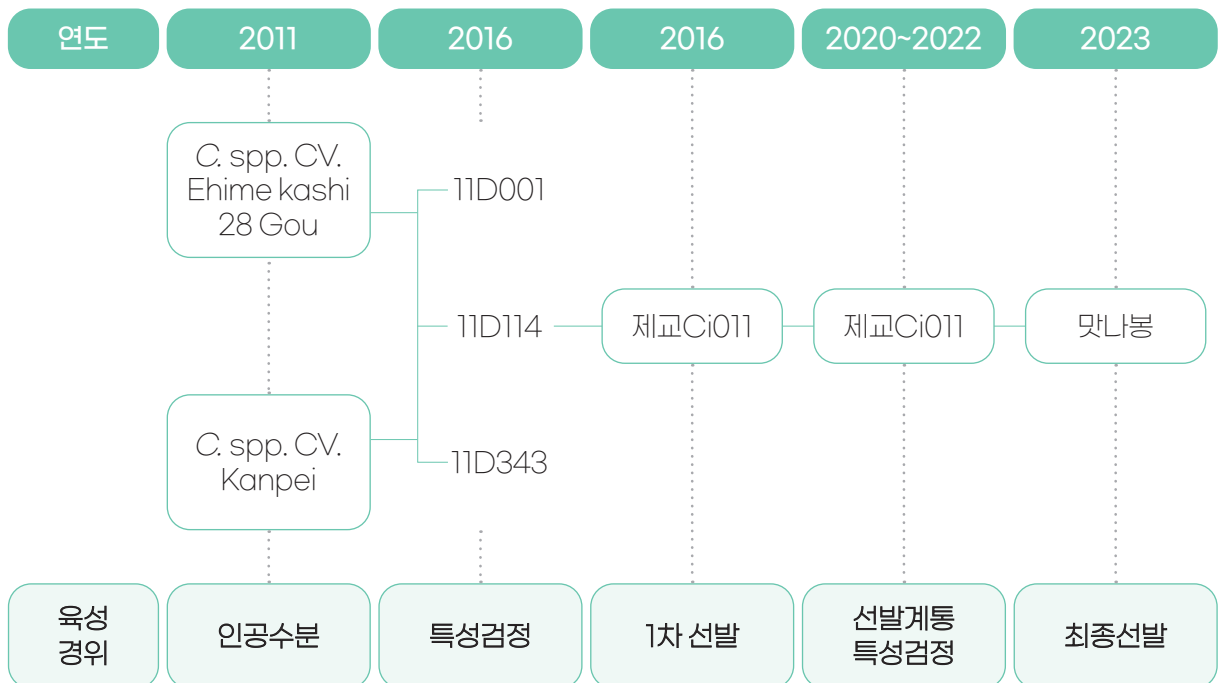 연도
2011
2016
2016
2020~2022
2023
C. spp. CV.
Ehime kashi
28 Gou
C. spp. CV.
Kanpei
11D001
11D114
11D343
제교Ci011
제교Ci011
맛나봉
육성
경위
인공수분
특성검정
1차 선발
선발계통
특성검정
최종선발